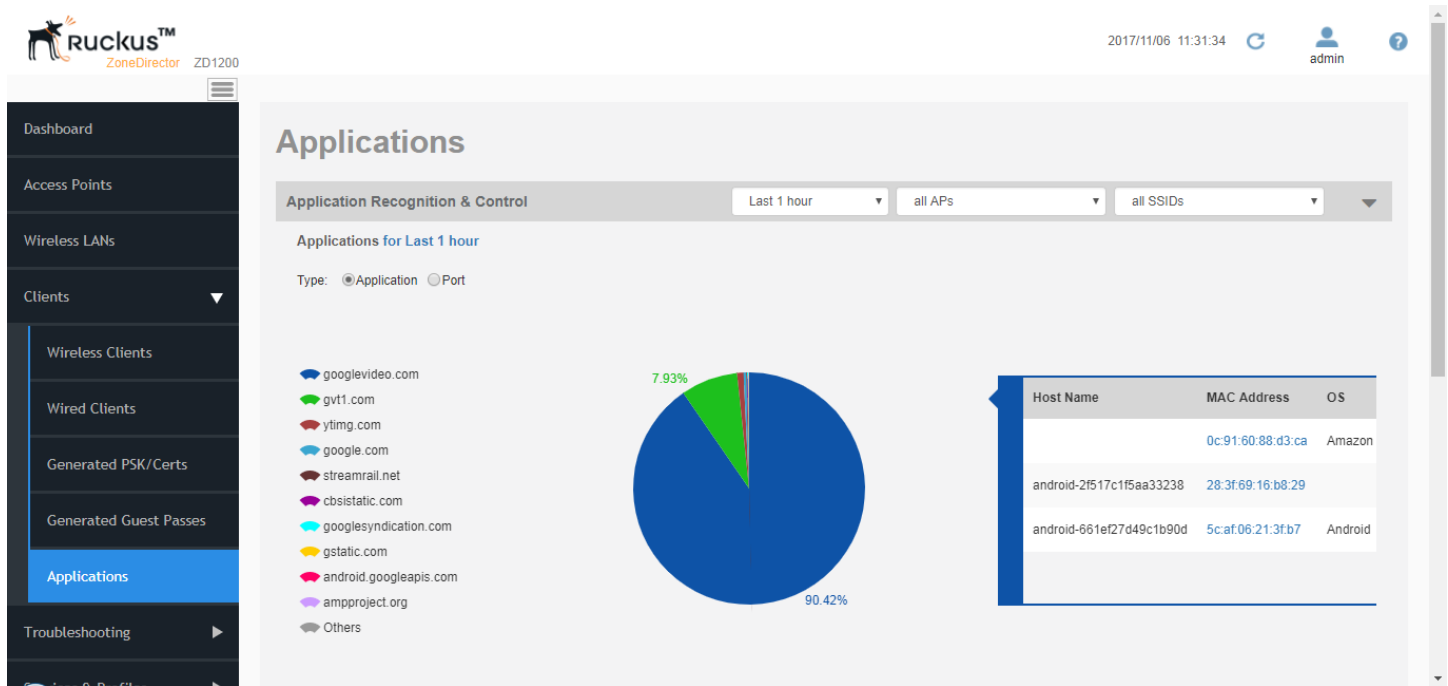 Ruckus™
ZoneDirector ZD1200
2017/11/06 11:31:34
admin
?
Dashboard
Access Points
Wireless LANs
Clients
Wireless Clients
Wired Clients
Generated PSK/Certs
Generated Guest Passes
Applications
Troubleshooting
Applications
Application Recognition & Control
Last 1 hour
all APs
all SSIDs
Applications for Last 1 hour
Type: Application Port
googlevideo.com
gvt1.com
ytimg.com
google.com
streamrail.net
cbsistatic.com
googlesyndication.com
gstatic.com
android.googleapis.com
ampproject.org
Others
7.93%
90.42%
Host Name MAC Address OS
0c:91:60:88:d3:ca Amazon
android-2f517c1f5aa33238 28:3f:69:16:b8:29
android-661ef27d49c1b90d 5c:af:06:21:3f:b7 Android